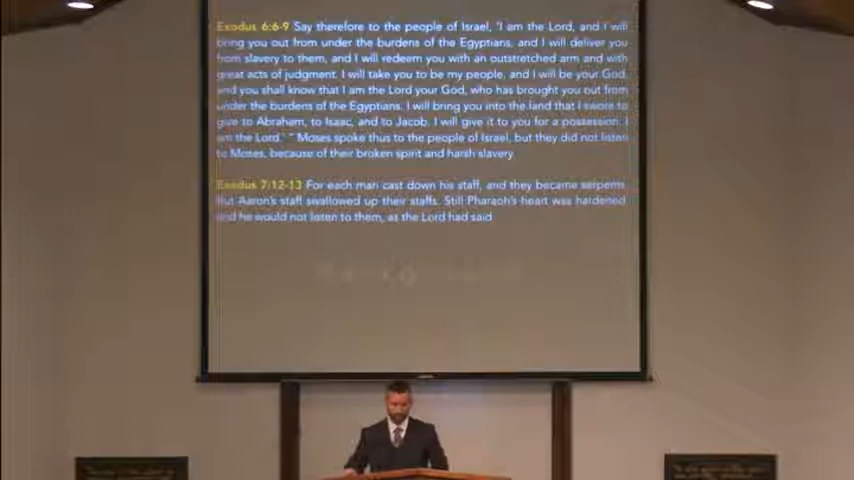 Exodus 6:6-9 Say therefore to the people of Israel, 'I am the Lord, and I will
bring you out from under the burdens of the Egyptians, and I will deliver you
from slavery to them, and I will redeem you with an outstretched arm and with
great acts of judgment. I will take you to be my people, and I will be your God,
and you shall know that I am the Lord your God, who has brought you out from
under the burdens of the Egyptians. I will bring you into the land that I swore to
give to Abraham, to Isaac, and to Jacob. I will give it to you for a possession. I
am the Lord.' " Moses spoke thus to the people of Israel, but they did not listen
to Moses, because of their broken spirit and harsh slavery.
Exodus 7:12-13 For each man cast down his staff, and they became serpents.
But Aaron's staff swallowed up their staffs. Still Pharaoh's heart was hardened
and he would not listen to them, as the Lord had said